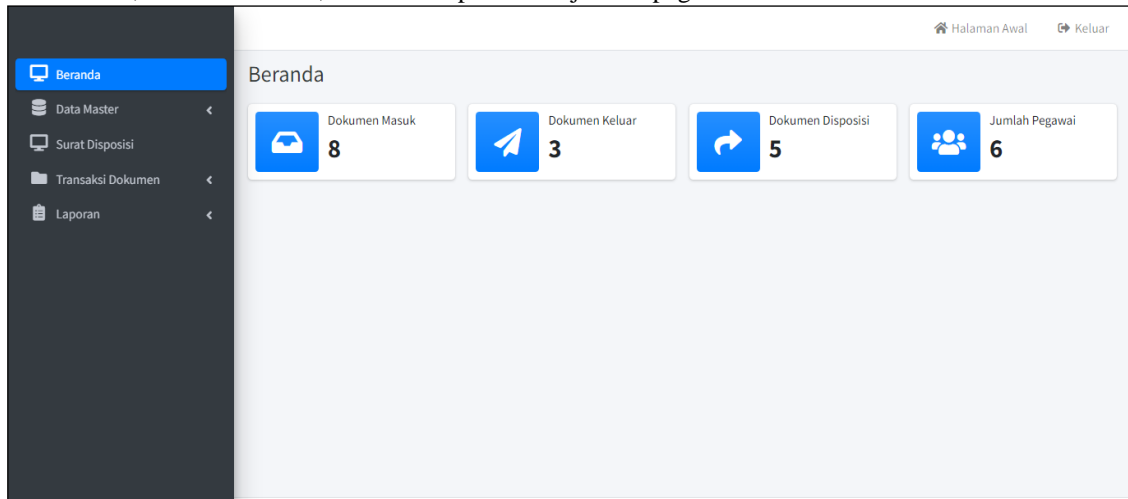 Halaman Awal Keluar
Beranda
Data Master
Surat Disposisi
Transaksi Dokumen
Laporan
Beranda
Dokumen Masuk
8
Dokumen Keluar
3
Dokumen Disposisi
5
Jumlah Pegawai
6